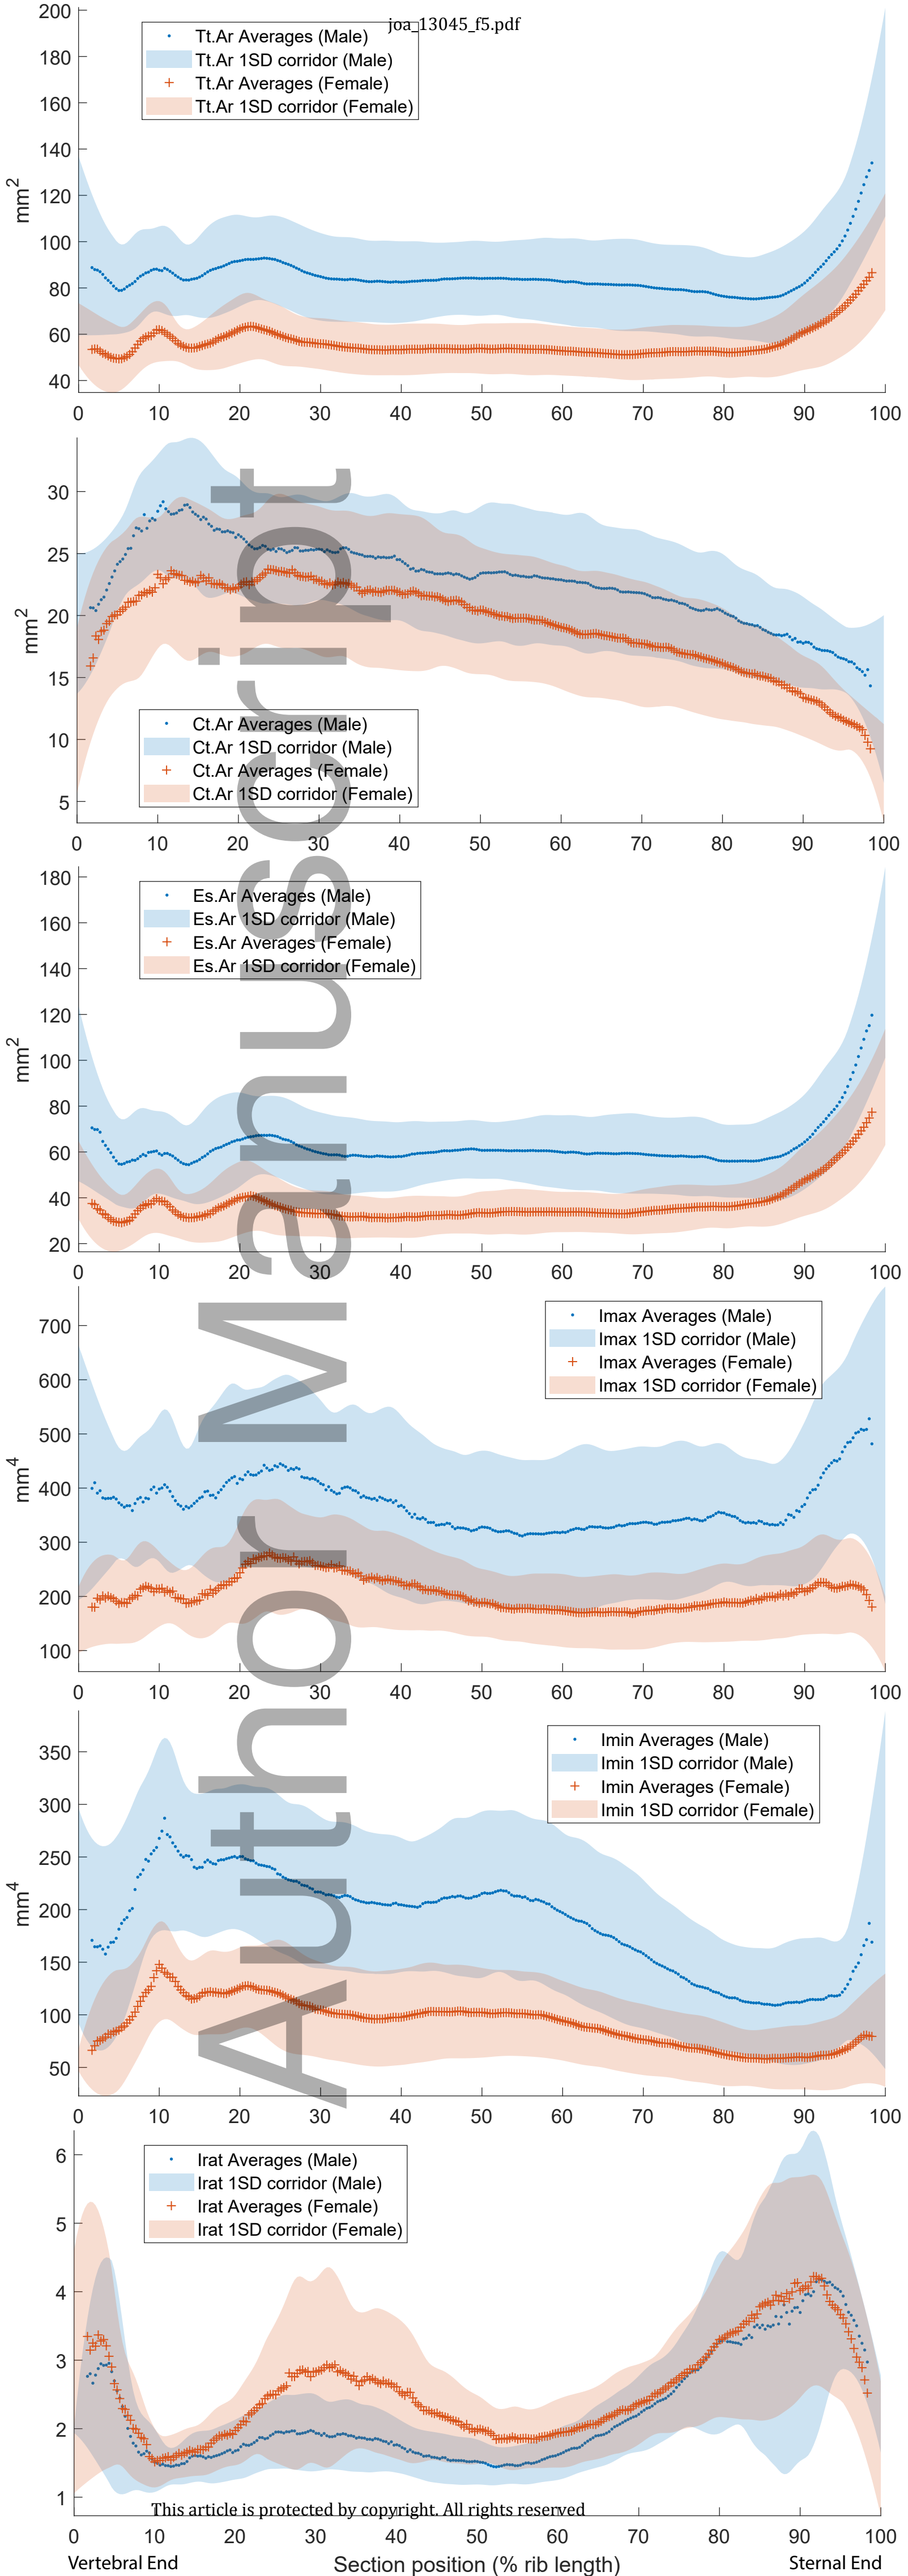 joa_13045_f5.pdf
200
180
160
140
120
100
80
60
40
mm2
Tt.Ar Averages (Male)
Tt.Ar 1SD corridor (Male)
Tt.Ar Averages (Female)
Tt.Ar 1SD corridor (Female)
0 10 20 30 40 50 60 70 80 90 100
30
25
20
15
10
5
mm2
Ct.Ar Averages (Male)
Ct.Ar 1SD corridor (Male)
Ct.Ar Averages (Female)
Ct.Ar 1SD corridor (Female)
0 10 20 30 40 50 60 70 80 90 100
180
160
140
120
100
80
60
40
20
mm2
Es.Ar Averages (Male)
Es.Ar 1SD corridor (Male)
Es.Ar Averages (Female)
Es.Ar 1SD corridor (Female)
0 10 20 30 40 50 60 70 80 90 100
700
600
500
400
300
200
100
mm4
Imax Averages (Male)
Imax 1SD corridor (Male)
Imax Averages (Female)
Imax 1SD corridor (Female)
0 10 20 30 40 50 60 70 80 90 100
350
300
250
200
150
100
50
mm4
Imin Averages (Male)
Imin 1SD corridor (Male)
Imin Averages (Female)
Imin 1SD corridor (Female)
0 10 20 30 40 50 60 70 80 90 100
6
5
4
3
2
1
Irat Averages (Male)
Irat 1SD corridor (Male)
Irat Averages (Female)
Irat 1SD corridor (Female)
This article is protected by copyright. All rights reserved
0 10 20 30 40 50 60 70 80 90 100
Vertebral End Section position (% rib length) Sternal End
Author Manuscript